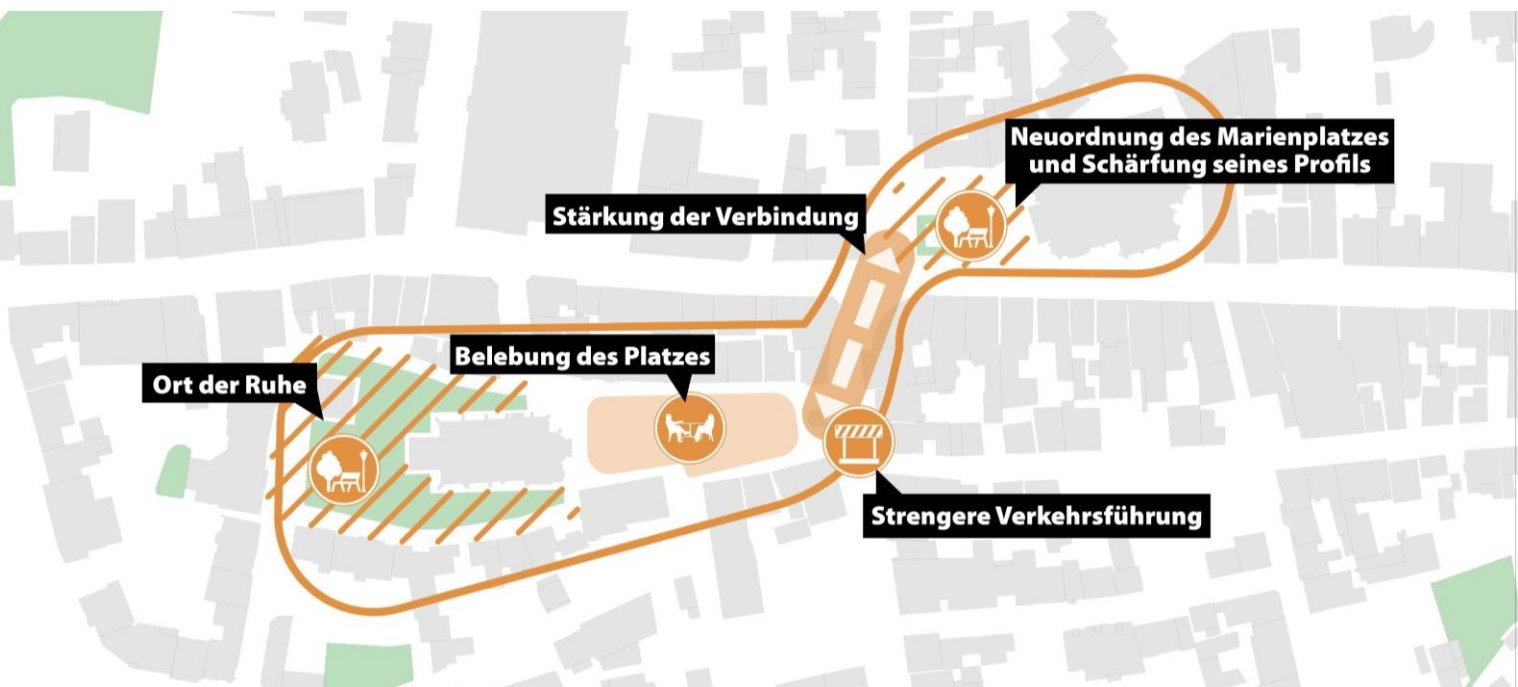 Neuordnung des Marienplatzes
und Schärfung seines Profils
Stärkung der Verbindung
Belebung des Platzes
Ort der Ruhe
Strengere Verkehrsführung